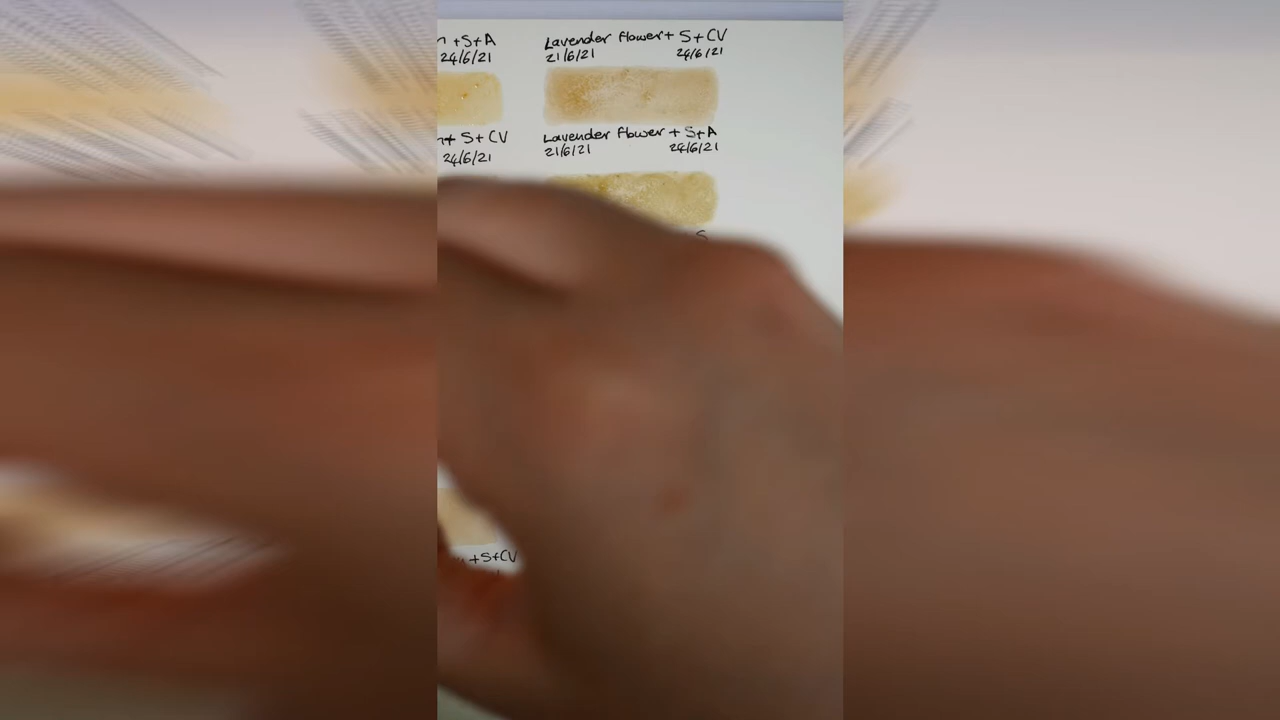 +S+A
24/6/21
Lavender flower + S+CV
21/6/21 24/6/21
+ S+CV
24/6/21
Lavender flower + S+A
21/6/21 24/6/21
S
+S+CV